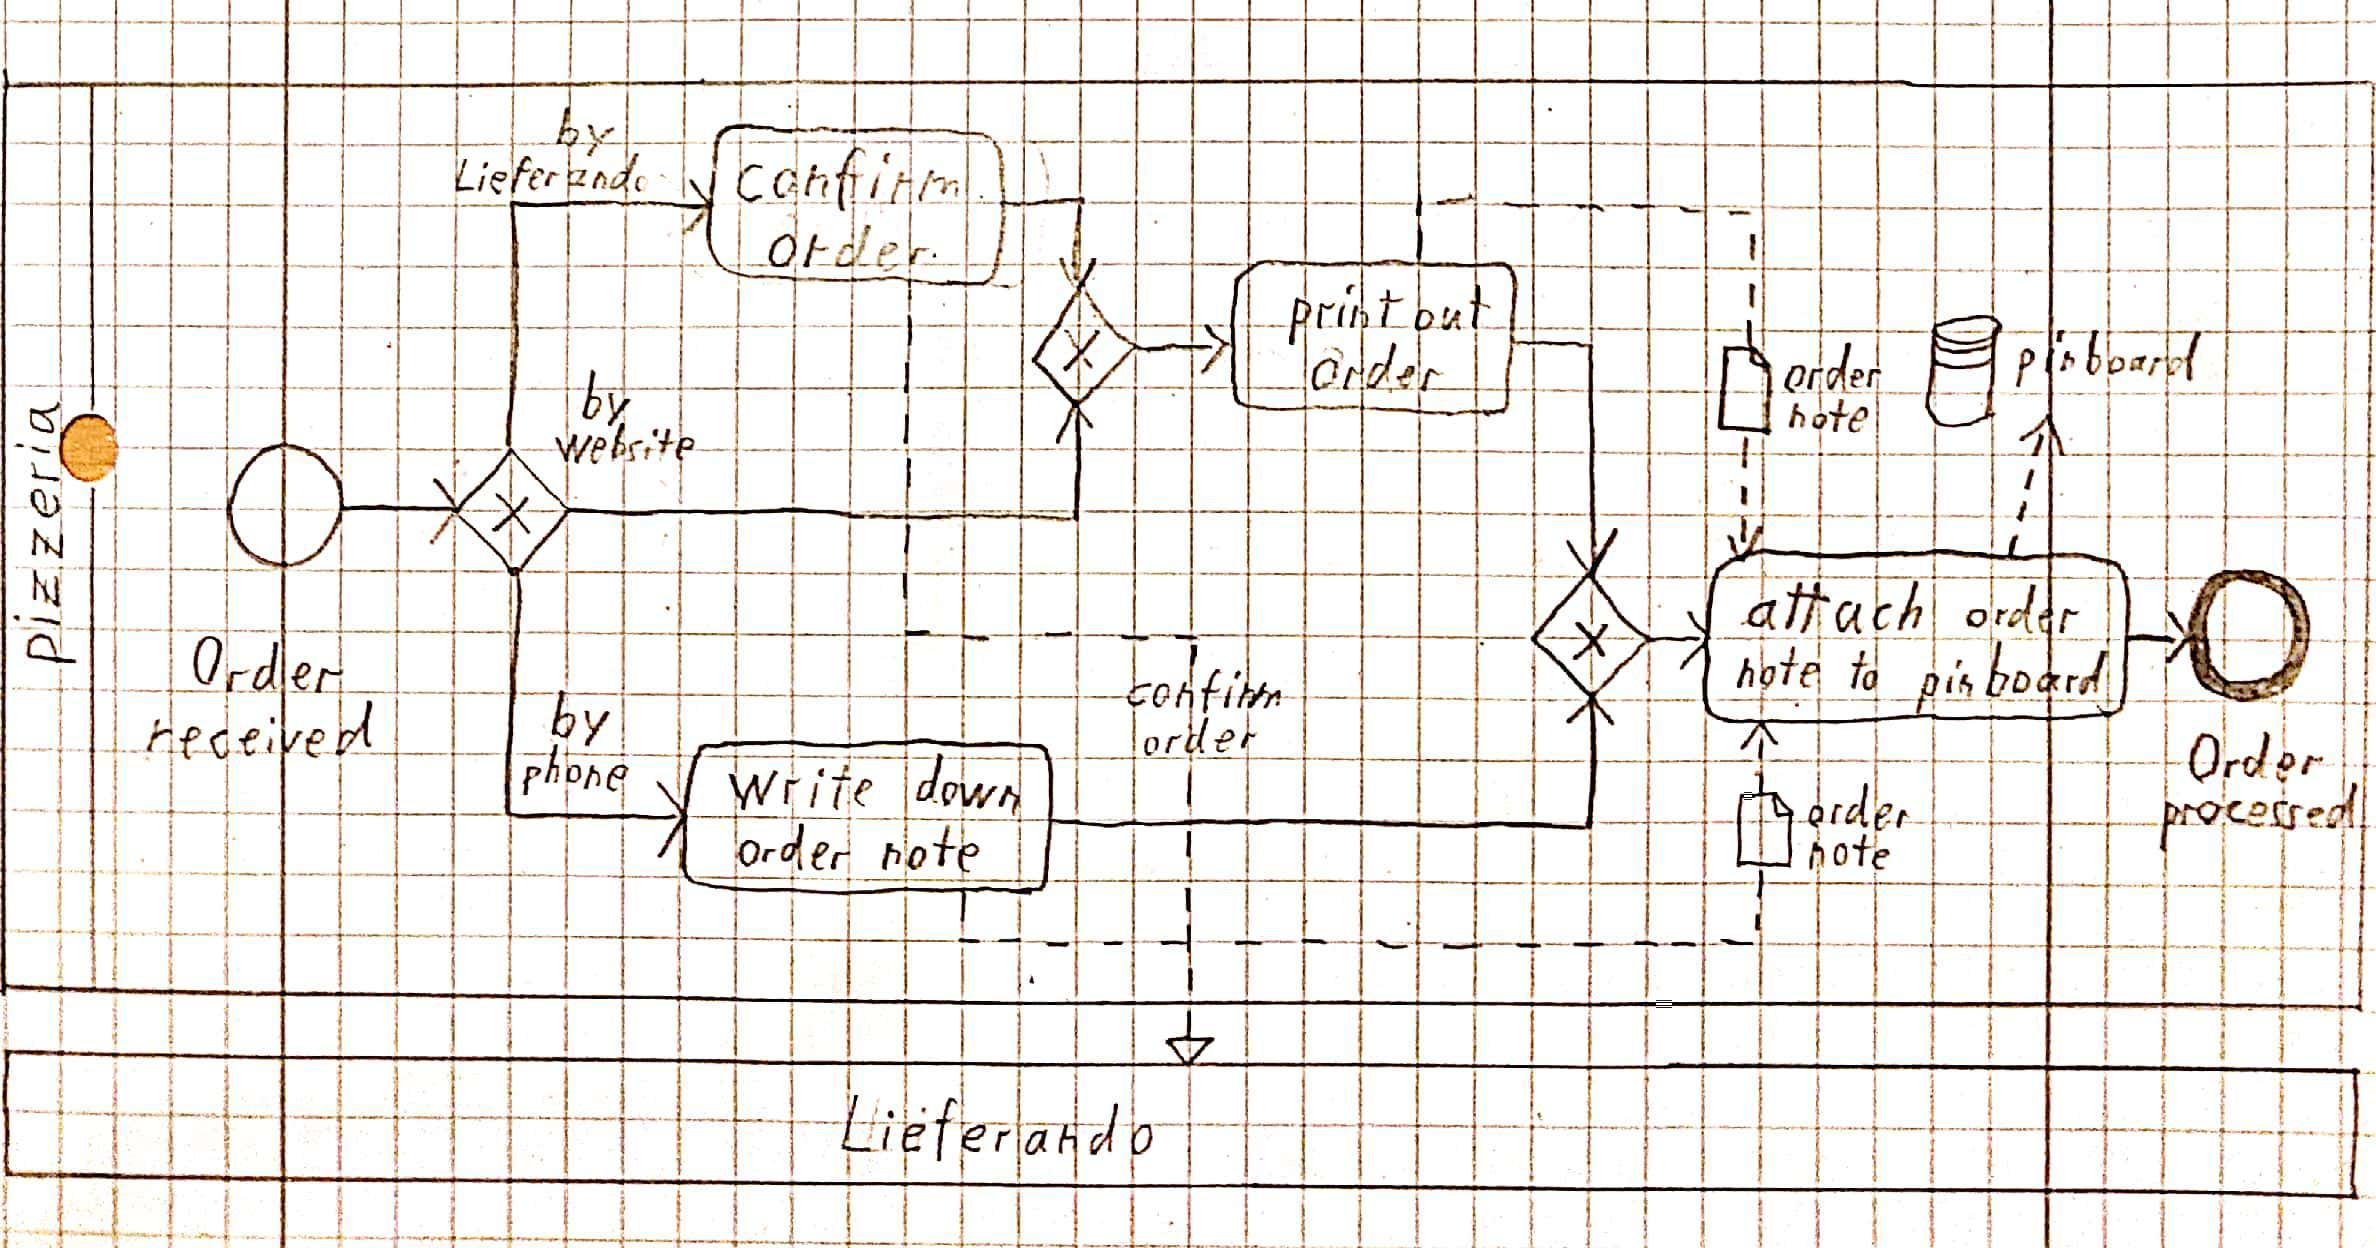 Pizzeria
Order
received
by
Lieferando
by
website
by
phone
confirm
order
print out
order
write down
order note
confirm
order
order
note
pinboard
attach order
note to pinboard
order
note
Order
processed
Lieferando